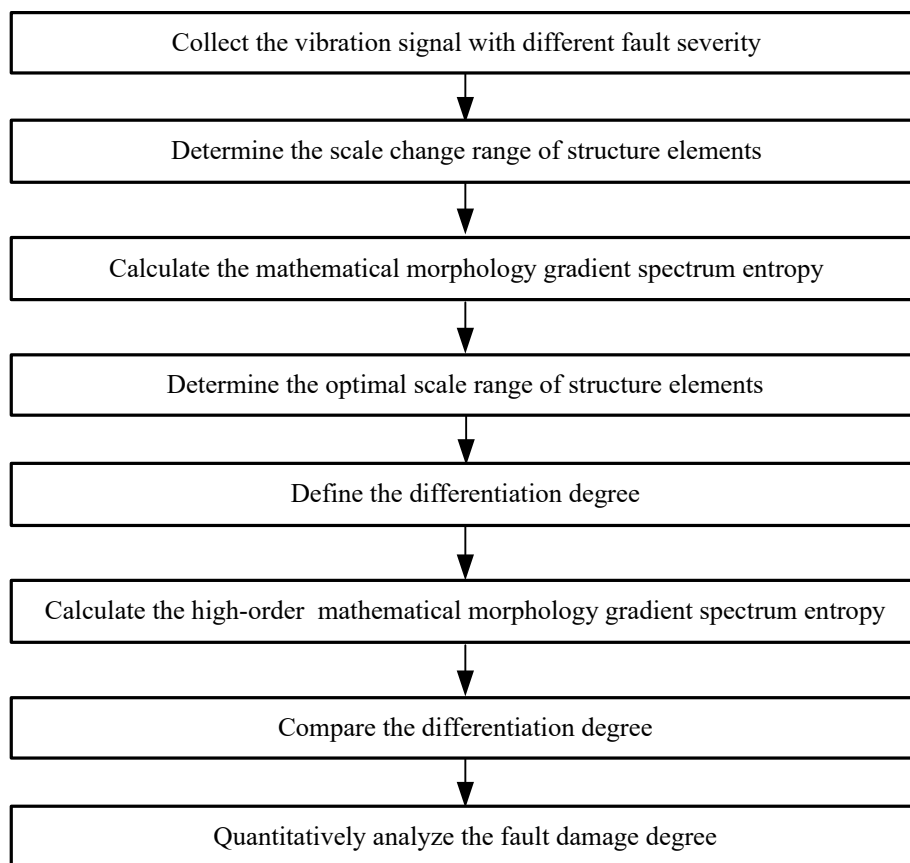 Collect the vibration signal with different fault severity
Determine the scale change range of structure elements
Calculate the mathematical morphology gradient spectrum entropy
Determine the optimal scale range of structure elements
Define the differentiation degree
Calculate the high-order mathematical morphology gradient spectrum entropy
Compare the differentiation degree
Quantitatively analyze the fault damage degree